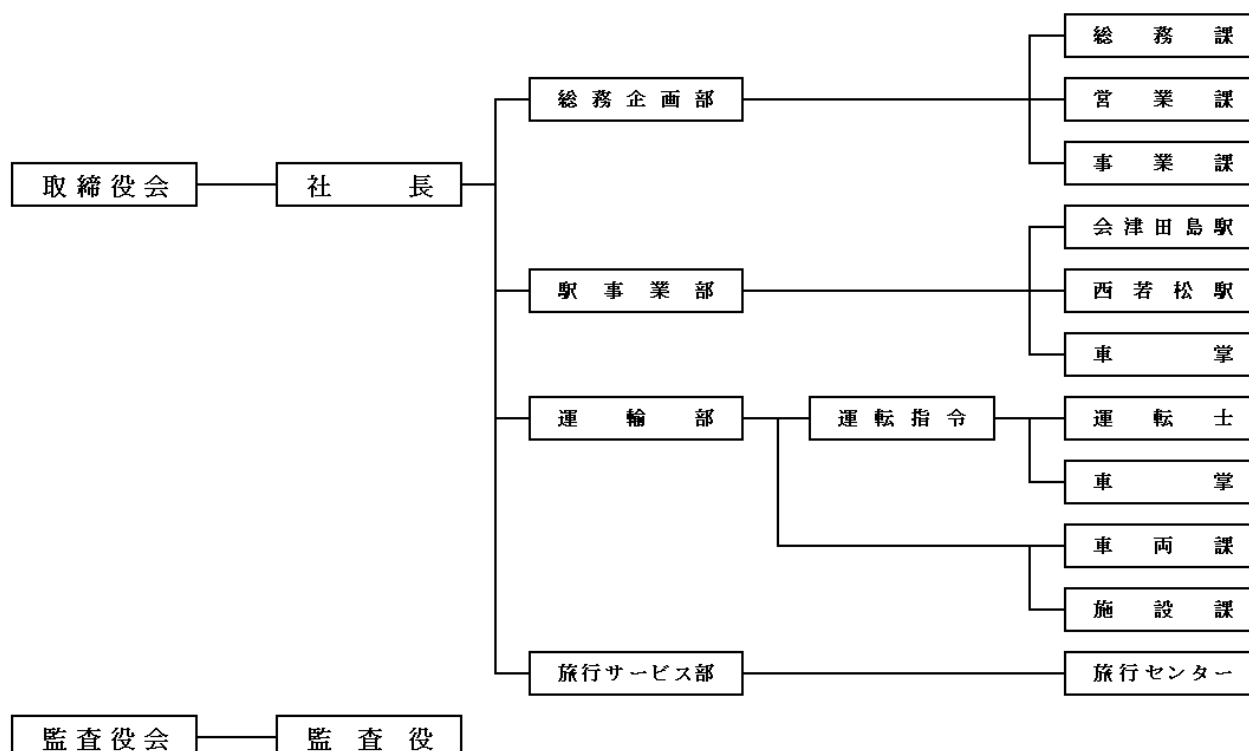 総務課
総務企画部
営業課
事業課
取締役会
社長
会津田島駅
駅事業部
西若松駅
車掌
運輸部
運転指令
運転士
車掌
車両課
施設課
旅行サービス部
旅行センター
監査役会
監査役